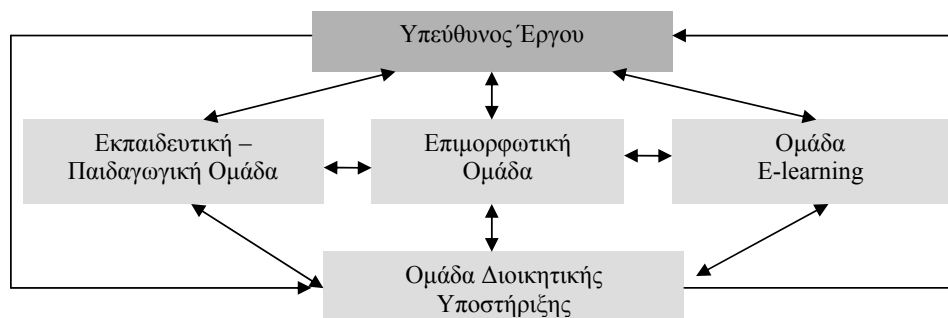 Υπεύθυνος Έργου
Εκπαιδευτική –
Παιδαγωγική Ομάδα
Επιμορφωτική
Ομάδα
Ομάδα
E-learning
Ομάδα Διοικητικής
Υποστήριξης